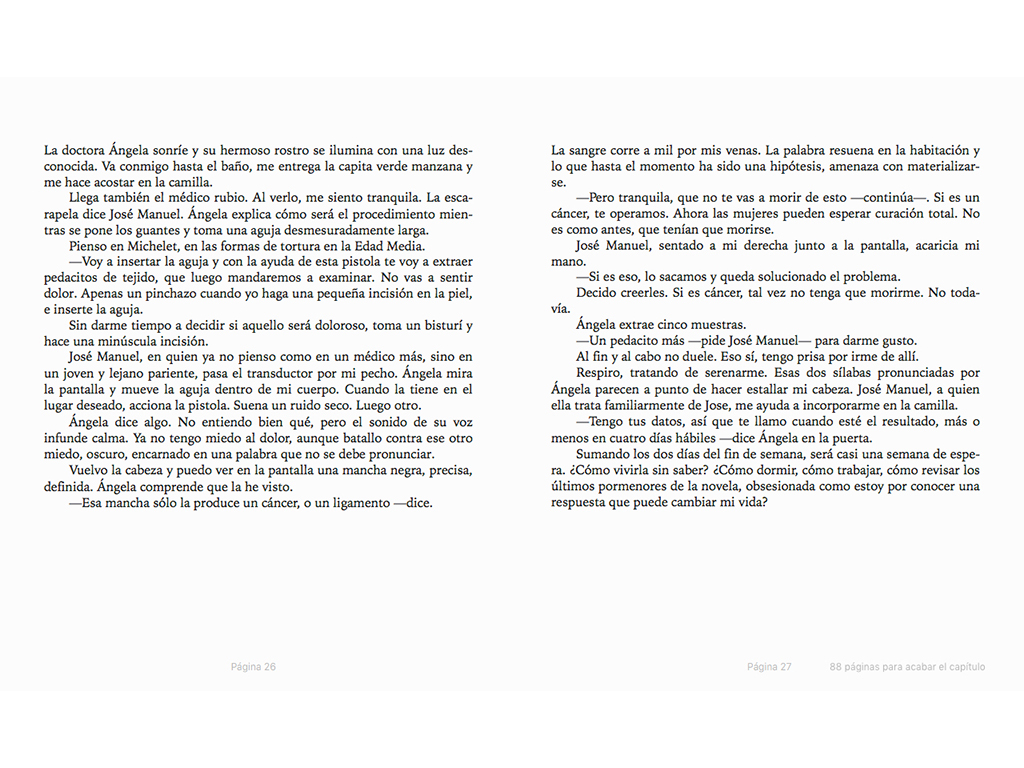 La doctora Ángela sonríe y su hermoso rostro se ilumina con una luz des-
conocida. Va conmigo hasta el baño, me entrega la capita verde manzana y
me hace acostar en la camilla.
Llega también el médico rubio. Al verlo, me siento tranquila. La esca-
rapela dice José Manuel. Ángela explica cómo será el procedimiento mien-
tras se pone los guantes y toma una aguja desmesuradamente larga.
Pienso en Michelet, en las formas de tortura en la Edad Media.
—Voy a insertar la aguja y con la ayuda de esta pistola te voy a extraer
pedacitos de tejido, que luego mandaremos a examinar. No vas a sentir
dolor. Apenas un pinchazo cuando yo haga una pequeña incisión en la piel,
e inserte la aguja.
Sin darme tiempo a decidir si aquello será doloroso, toma un bisturí y
hace una minúscula incisión.
José Manuel, en quien ya no pienso como en un médico más, sino en
un joven y lejano pariente, pasa el transductor por mi pecho. Ángela mira
la pantalla y mueve la aguja dentro de mi cuerpo. Cuando la tiene en el
lugar deseado, acciona la pistola. Suena un ruido seco. Luego otro.
Ángela dice algo. No entiendo bien qué, pero el sonido de su voz
infunde calma. Ya no tengo miedo al dolor, aunque batallo contra ese otro
miedo, oscuro, encarnado en una palabra que no se debe pronunciar.
Vuelvo la cabeza y puedo ver en la pantalla una mancha negra, precisa,
definida. Ángela comprende que la he visto.
—Esa mancha sólo la produce un cáncer, o un ligamento —dice.
Página 26
La sangre corre a mil por mis venas. La palabra resuena en la habitación y
lo que hasta el momento ha sido una hipótesis, amenaza con materializar-
se.
—Pero tranquila, que no te vas a morir de esto —continúa—. Si es un
cáncer, te operamos. Ahora las mujeres pueden esperar curación total. No
es como antes, que tenían que morirse.
José Manuel, sentado a mi derecha junto a la pantalla, acaricia mi
mano.
—Si es eso, lo sacamos y queda solucionado el problema.
Decido creerles. Si es cáncer, tal vez no tenga que morirme. No toda-
vía.
Ángela extrae cinco muestras.
—Un pedacito más —pide José Manuel— para darme gusto.
Al fin y al cabo no duele. Eso sí, tengo prisa por irme de allí.
Respiro, tratando de serenarme. Esas dos sílabas pronunciadas por
Ángela parecen a punto de hacer estallar mi cabeza. José Manuel, a quien
ella trata familiarmente de Jose, me ayuda a incorporarme en la camilla.
—Tengo tus datos, así que te llamo cuando esté el resultado, más o
menos en cuatro días hábiles —dice Ángela en la puerta.
Sumando los dos días del fin de semana, será casi una semana de espe-
ra. ¿Cómo vivirla sin saber? ¿Cómo dormir, cómo trabajar, cómo revisar los
últimos pormenores de la novela, obsesionada como estoy por conocer una
respuesta que puede cambiar mi vida?
Página 27
88 páginas para acabar el capítulo